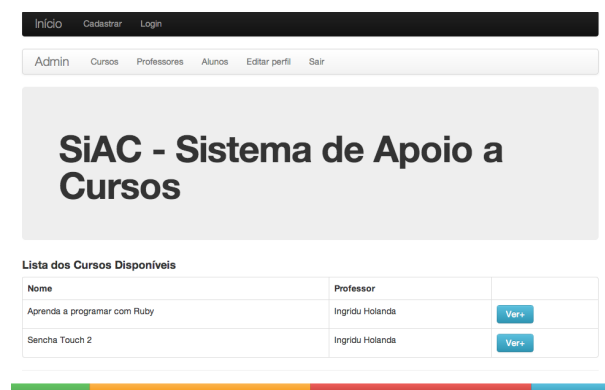 Início Cadastrar Login
Admin Cursos Professores Alunos Editar perfil Sair
SiAC - Sistema de Apoio a
Cursos
Lista dos Cursos Disponíveis
Nome Professor
Aprenda a programar com Ruby Ingridu Holanda Ver+
Sencha Touch 2 Ingridu Holanda Ver+